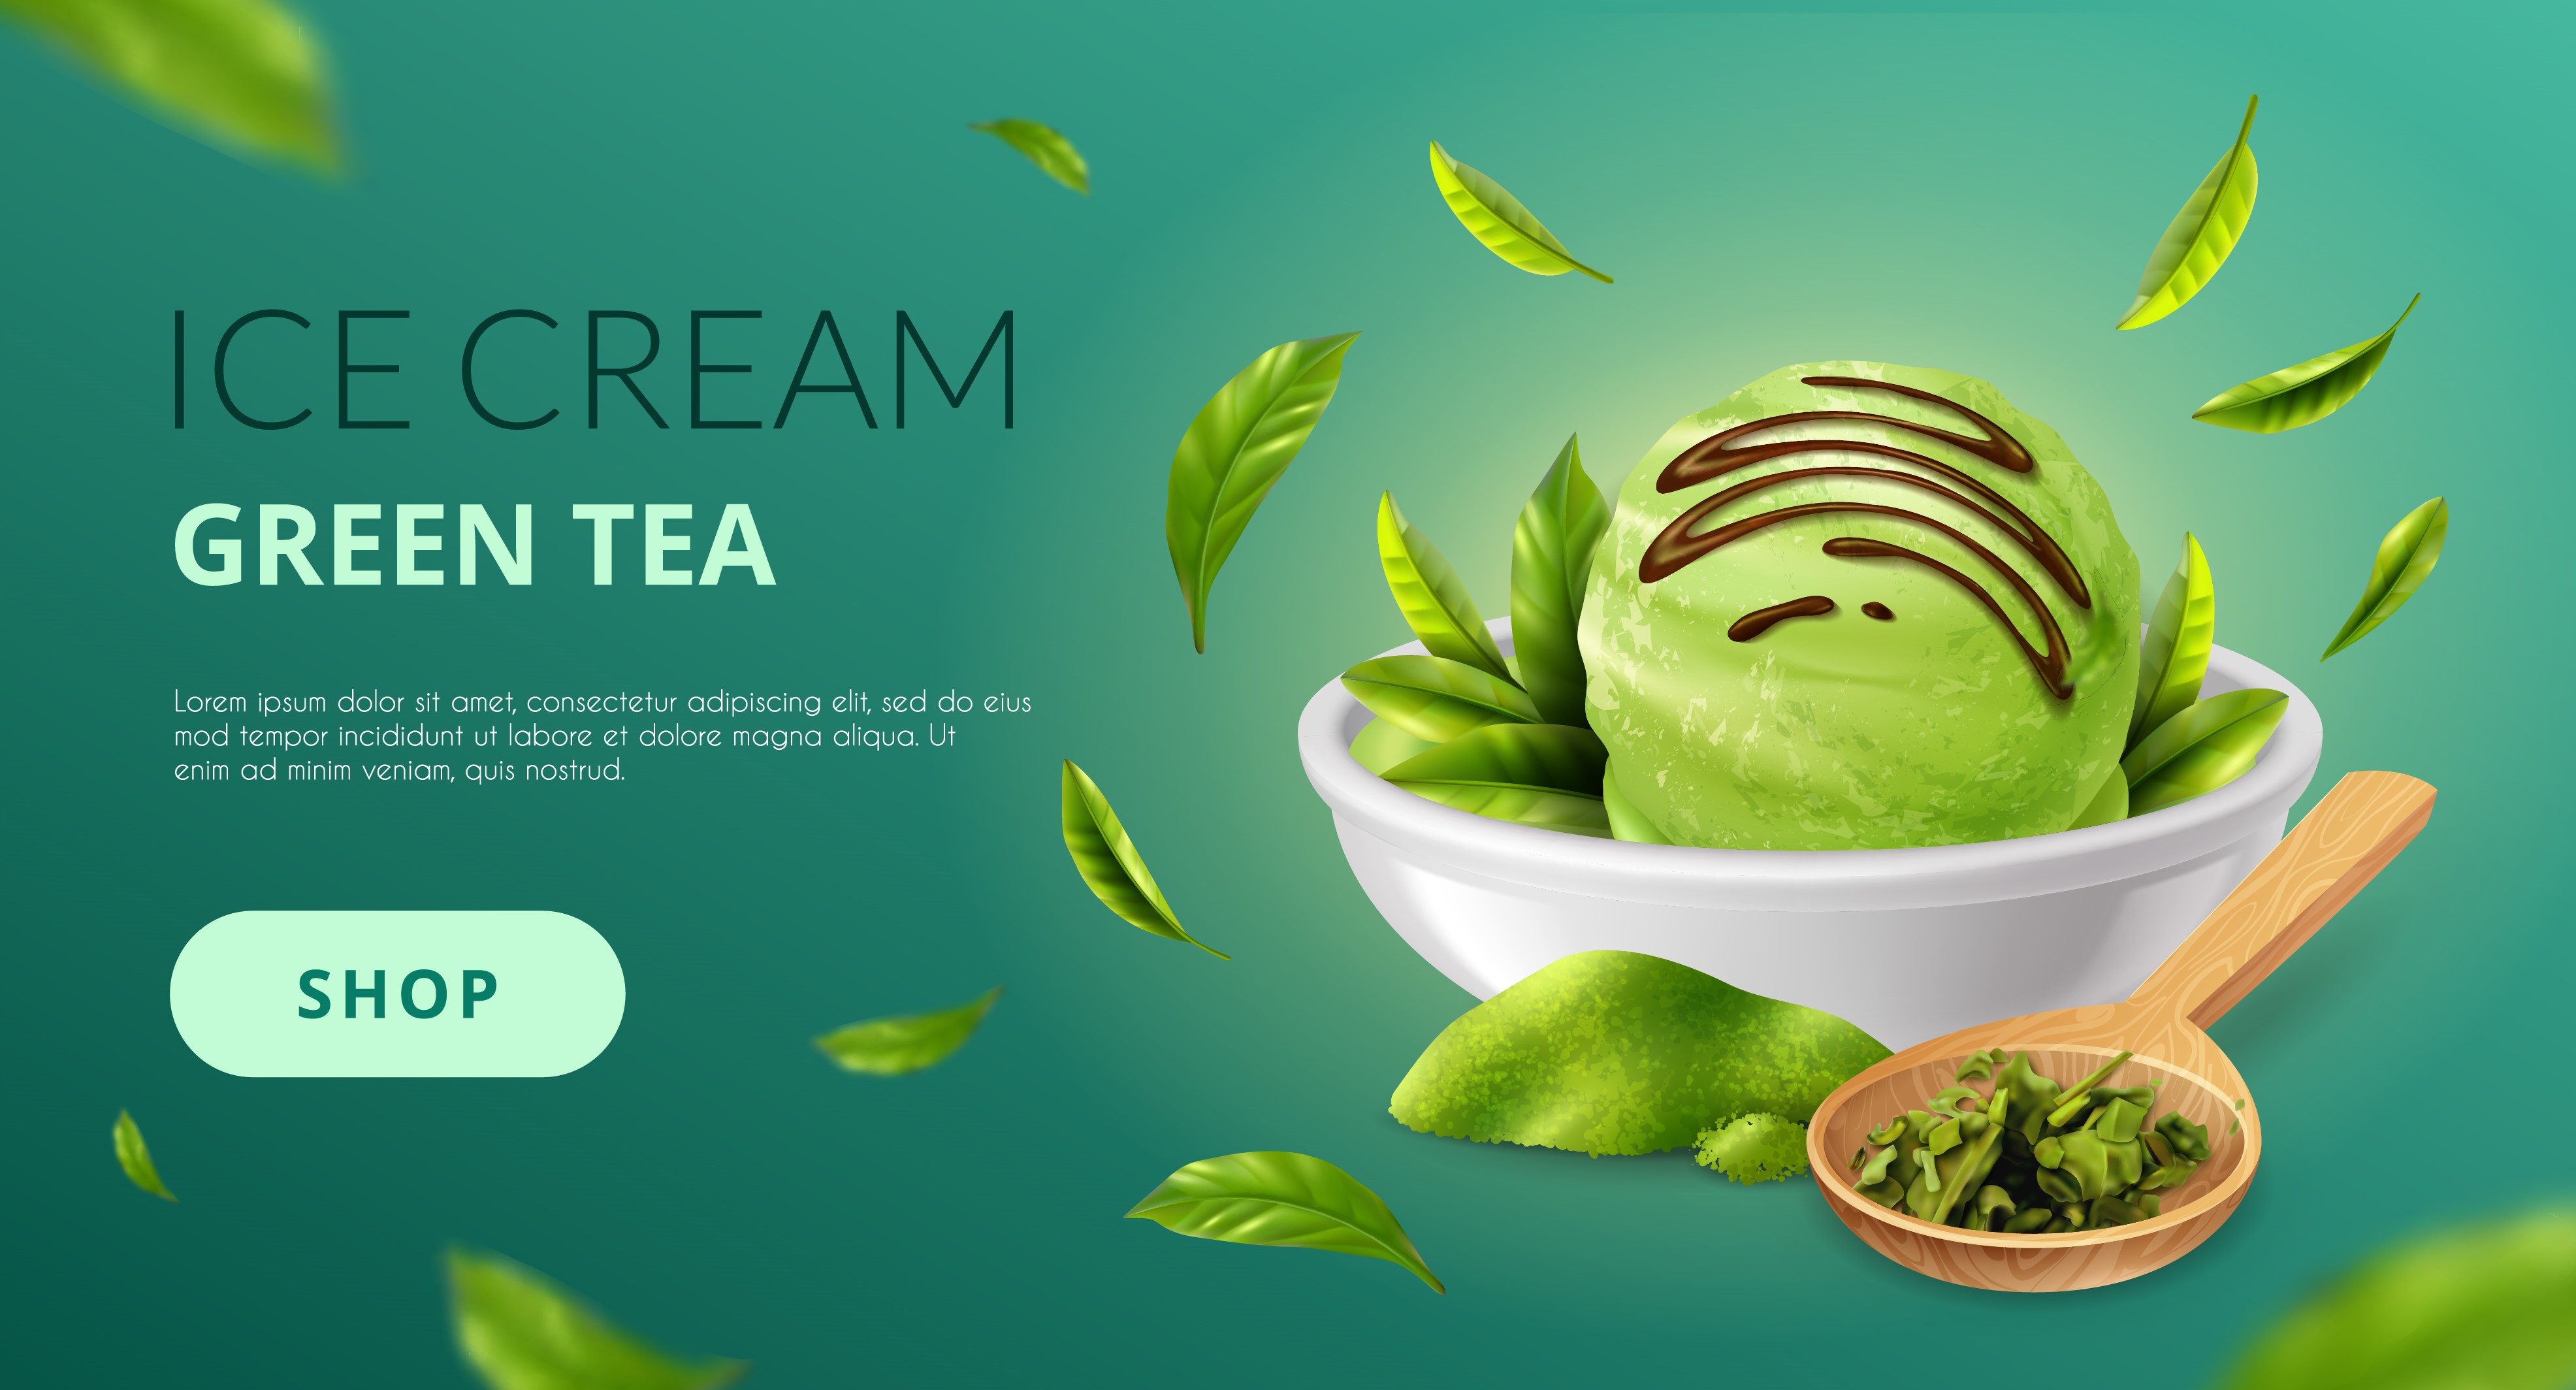 ICE CREAM
GREEN TEA
Lorem ipsum dolor sit amet, consectetur adipiscing elit, sed do eius
mod tempor incididunt ut labore et dolore magna aliqua. Ut
enim ad minim veniam, quis nostrud.
SHOP